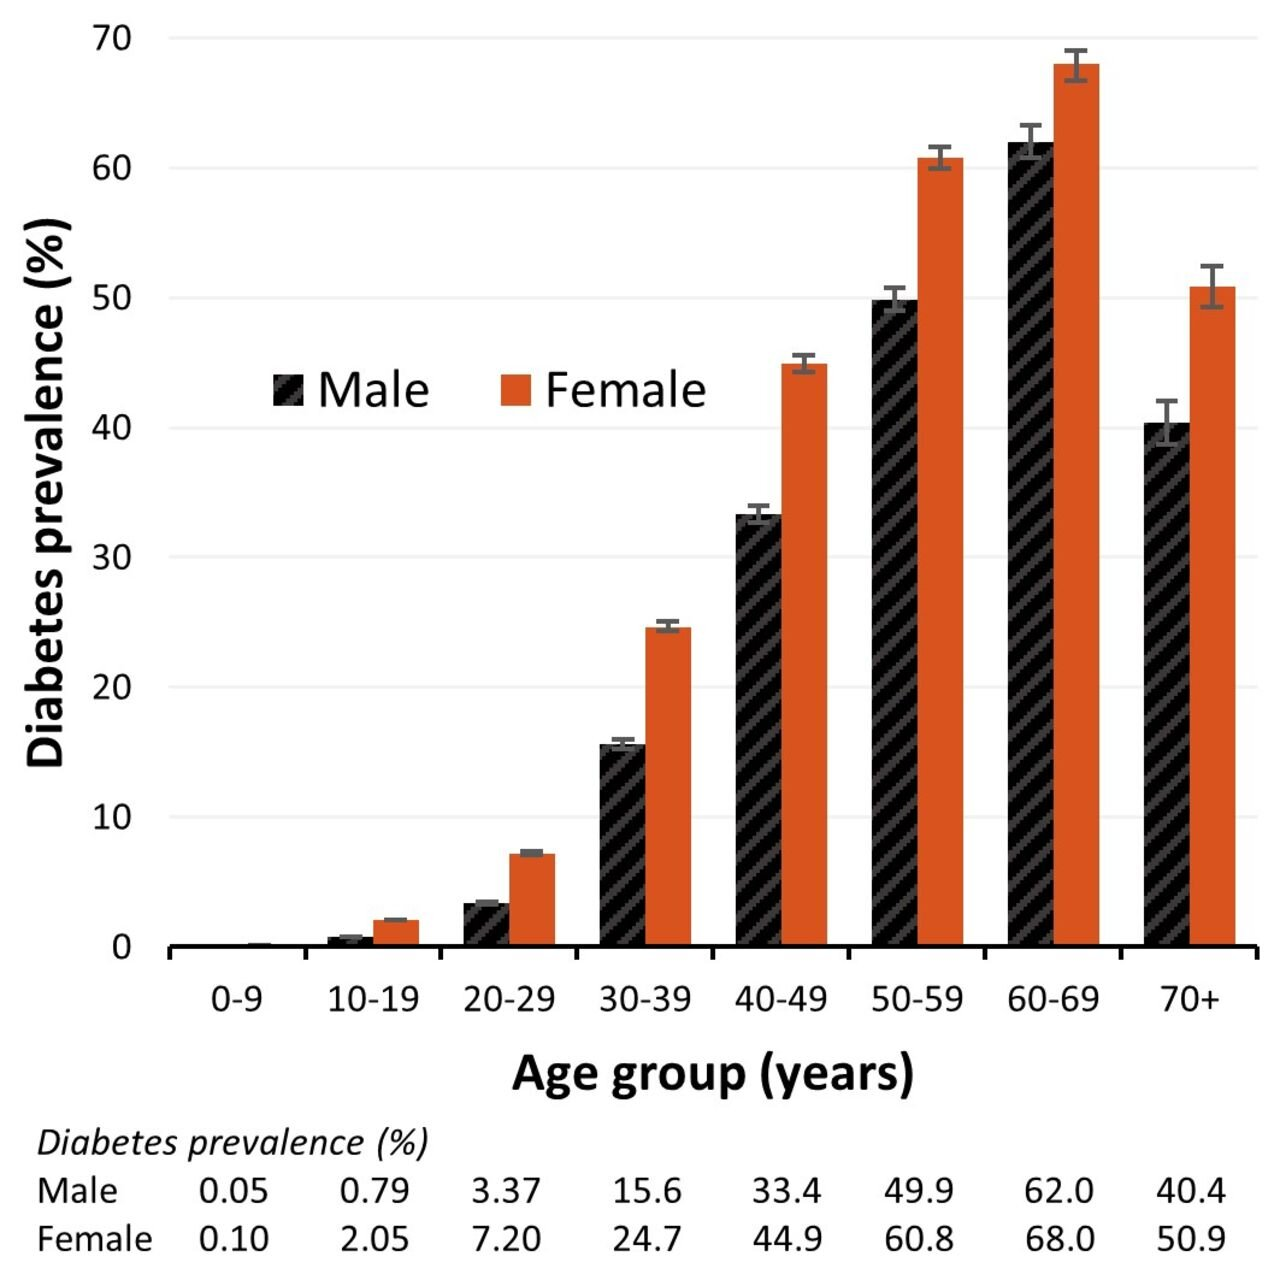 70
60
50
40
30
20
10
0
Diabetes prevalence (%)
Male Female
0-9 10-19 20-29 30-39 40-49 50-59 60-69 70+
Age group (years)
Diabetes prevalence (%)
Male 0.05 0.79 3.37 15.6 33.4 49.9 62.0 40.4
Female 0.10 2.05 7.20 24.7 44.9 60.8 68.0 50.9